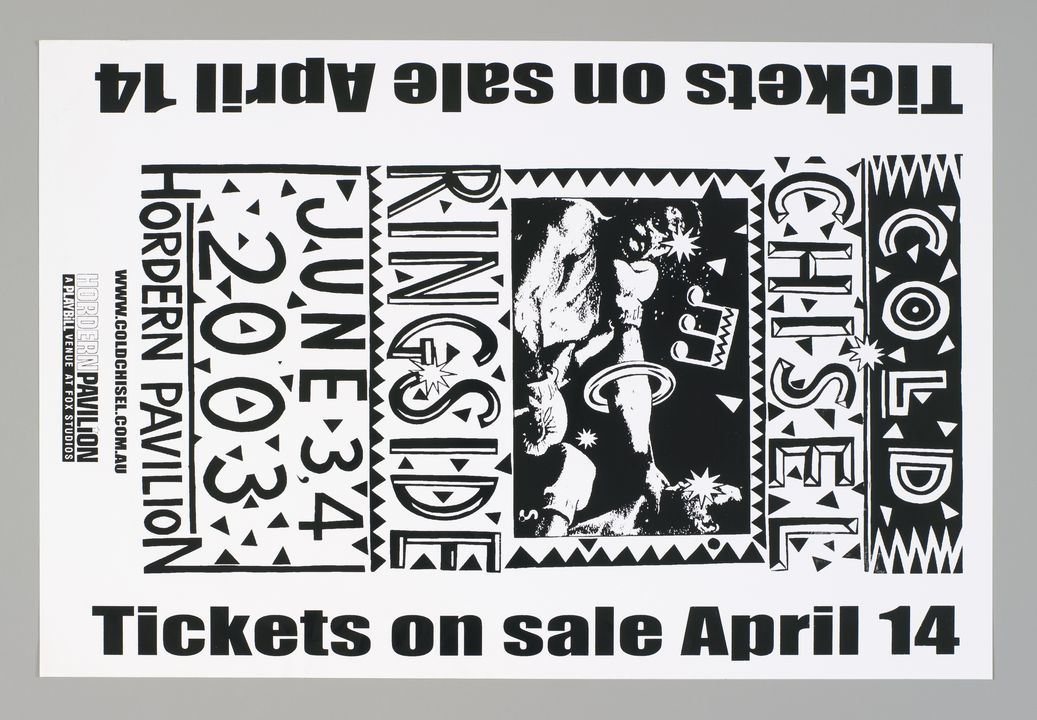 Tickets on sale April 14
COLD
CHISEL
RINGSIDE
JUNE 3,4
2003
HORDERN PAVILION
WWW.COLDCHISEL.COM.AU
HORDERN PAVILION
A PLAYBILL VENUE AT FOX STUDIOS
Tickets on sale April 14